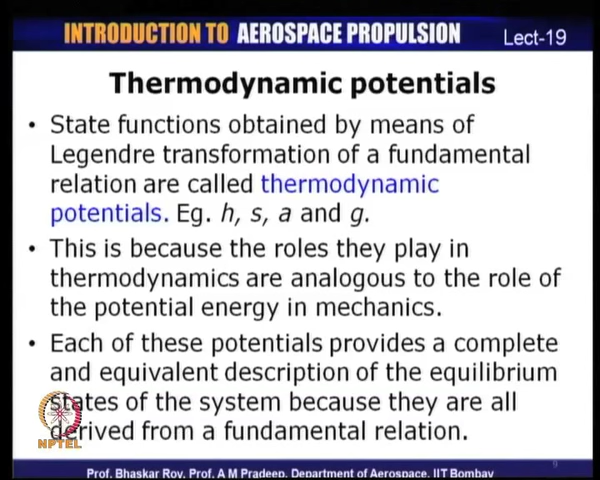 INTRODUCTION TO AEROSPACE PROPULSION Lect-19
Thermodynamic potentials
• State functions obtained by means of
Legendre transformation of a fundamental
relation are called thermodynamic
potentials. Eg. h, s, a and g.
• This is because the roles they play in
thermodynamics are analogous to the role of
the potential energy in mechanics.
• Each of these potentials provides a complete
and equivalent description of the equilibrium
states of the system because they are all
derived from a fundamental relation.
NPTEL
9
Prof. Bhaskar Roy, Prof. A M Pradeep, Department of Aerospace, IIT Bombay